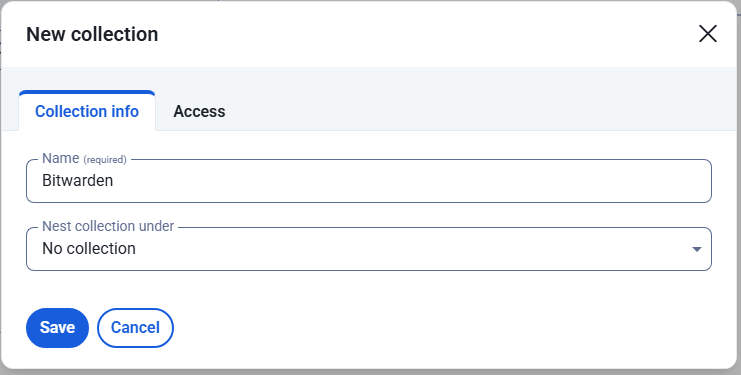 New collection
Collection info
Access
Name (required)
Bitwarden
Nest collection under
No collection
Save
Cancel